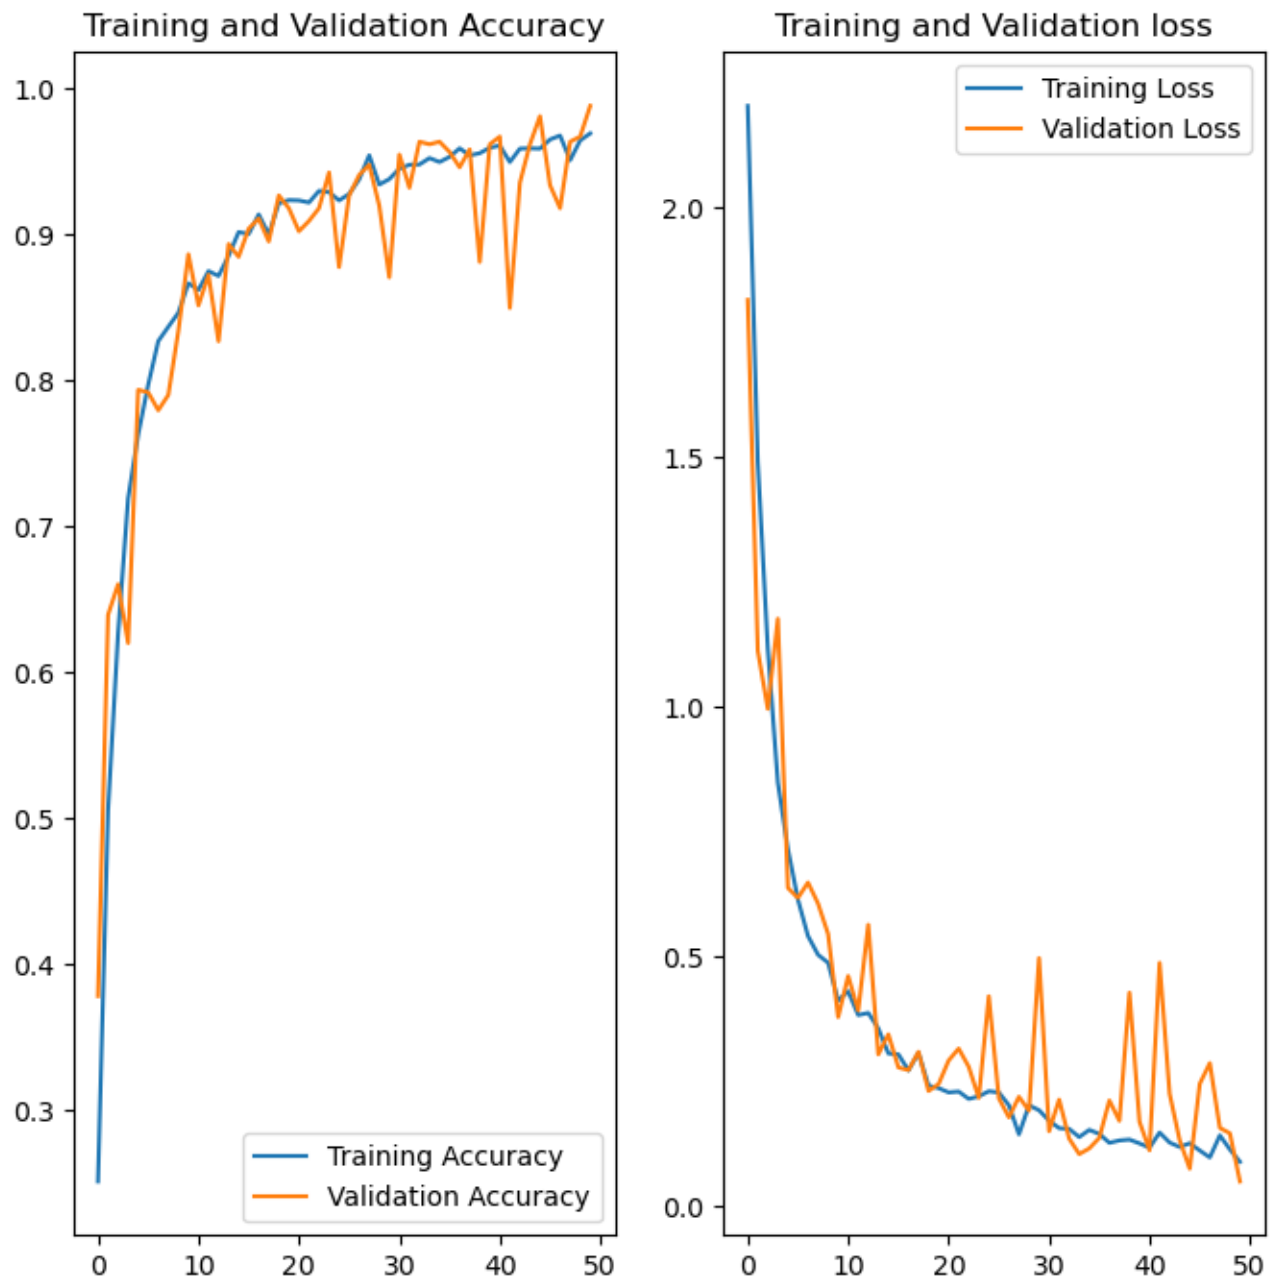 Training and Validation Accuracy
1.0
0.9
0.8
0.7
0.6
0.5
0.4
0.3
Training Accuracy
Validation Accuracy
0 10 20 30 40 50
Training and Validation loss
Training Loss
Validation Loss
2.0
1.5
1.0
0.5
0.0
0 10 20 30 40 50